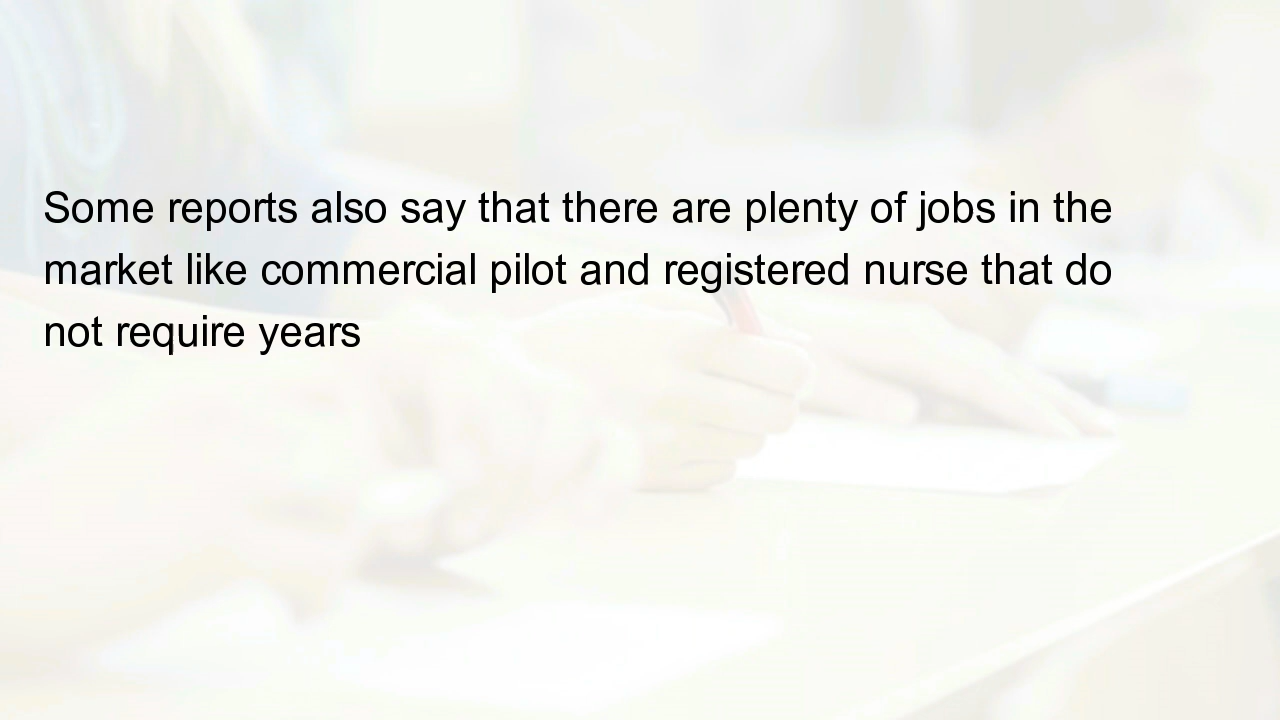 Some reports also say that there are plenty of jobs in the
market like commercial pilot and registered nurse that do
not require years